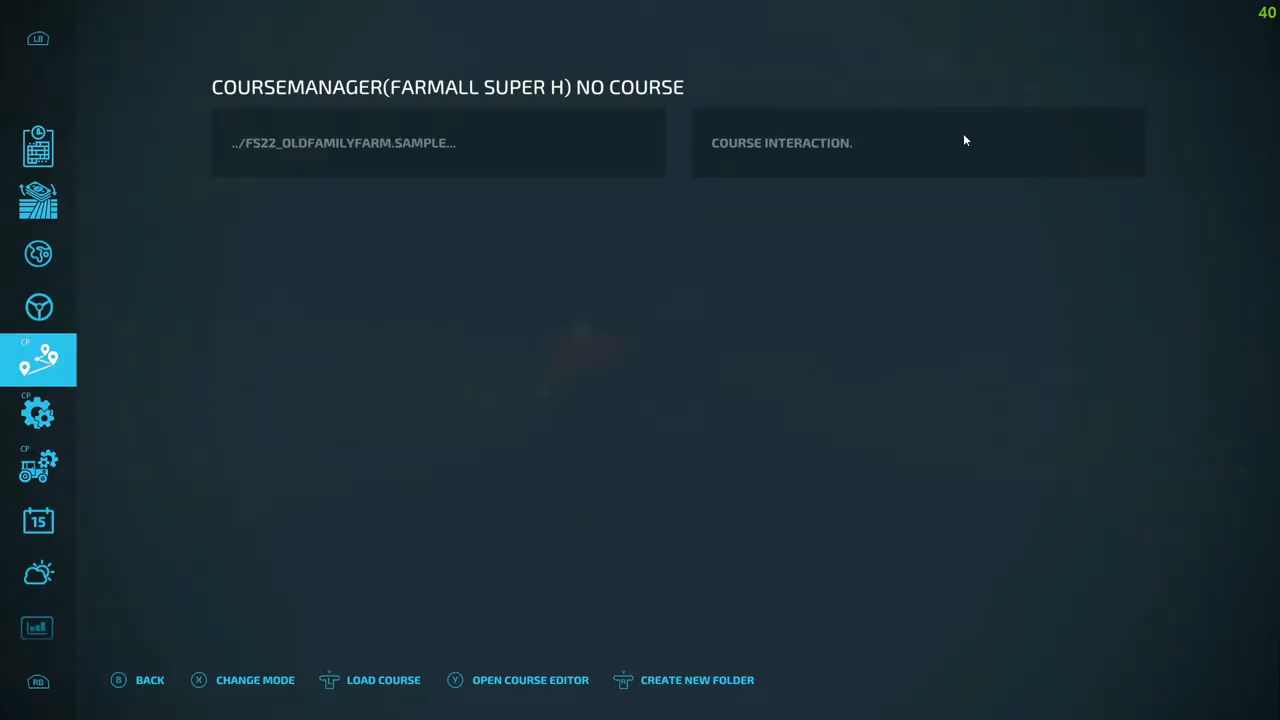 40
LB
COURSEMANAGER(FARMALL SUPER H) NO COURSE
../FS22_OLDFAMILYFARM.SAMPLE...
COURSE INTERACTION.
CP
CP
CP
15
RB
B BACK
X CHANGE MODE
L LOAD COURSE
Y OPEN COURSE EDITOR
R CREATE NEW FOLDER